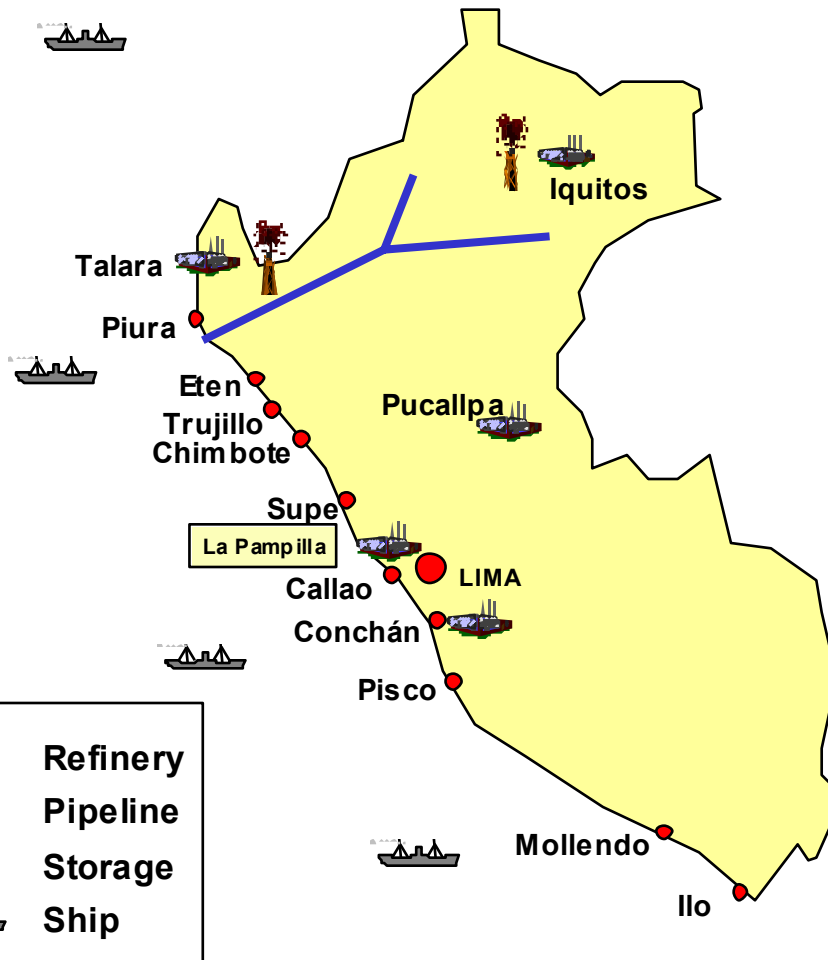 Iquitos
Talara
Piura
Eten
Pucallpa
Trujillo
Chimbote
Supe
La Pampilla
LIMA
Callao
Conchán
Pisco
Refinery
Pipeline
Storage
Ship
Mollendo
Ilo